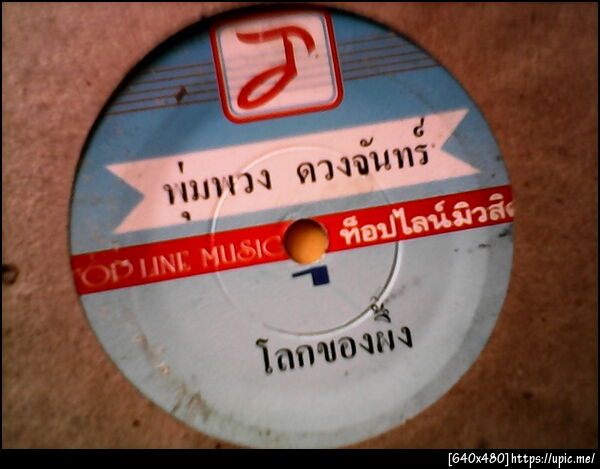 พุ่มพวง ดวงจันทร์
TOP LINE MUSIC ท็อปไลน์มิวสิค
โลกของผึ้ง
[640x480]https://upic.me/